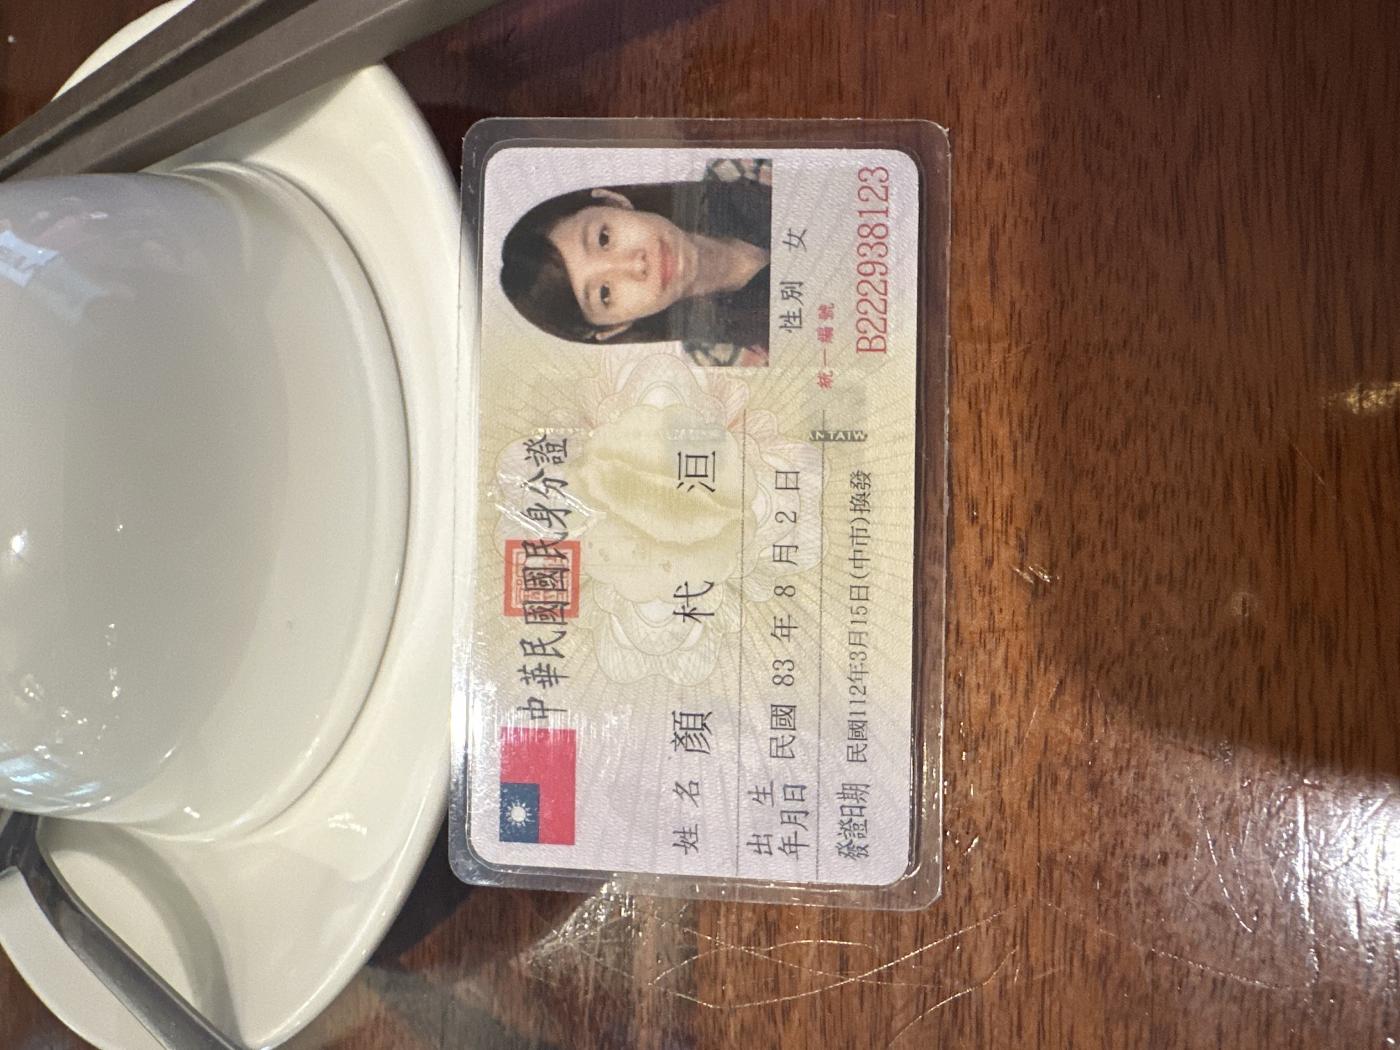 中華民國國民身分證
姓名 顏杙洹
出生年月日 民國 83 年 8 月 2 日
性別 女
發證日期 民國112年3月15日(中市)換發
統一編號
B222938123